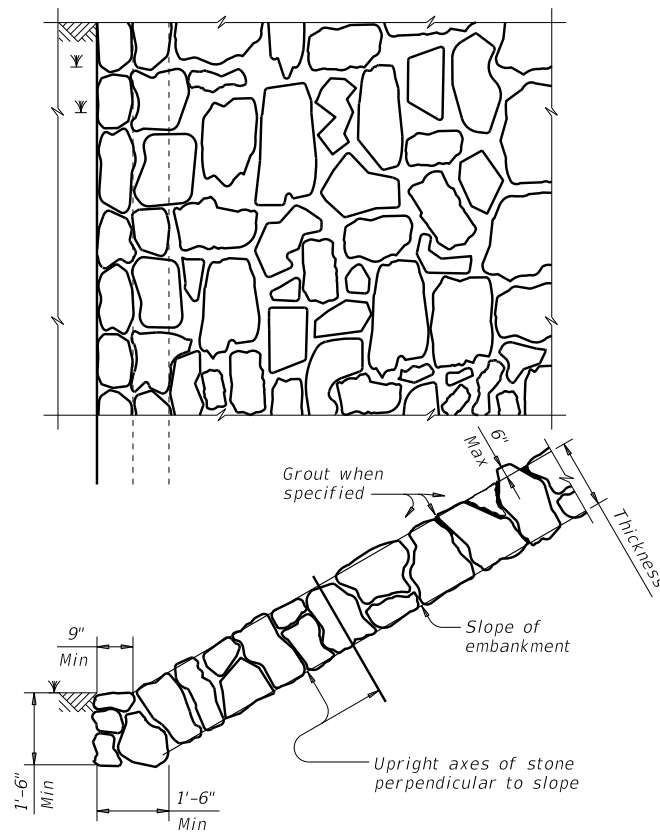 6"
Max
Grout when
specified
Thickness
Slope of
embankment
9"
Min
1'-6"
Min
Upright axes of stone
perpendicular to slope
1'-6"
Min